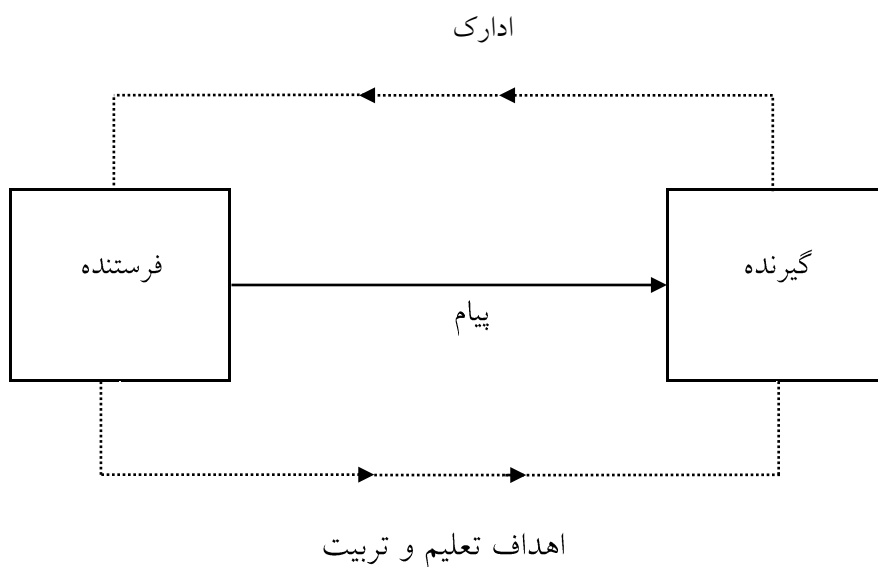 ادارک
گیرنده
فرستنده
پیام
اهداف تعلیم و تربیت